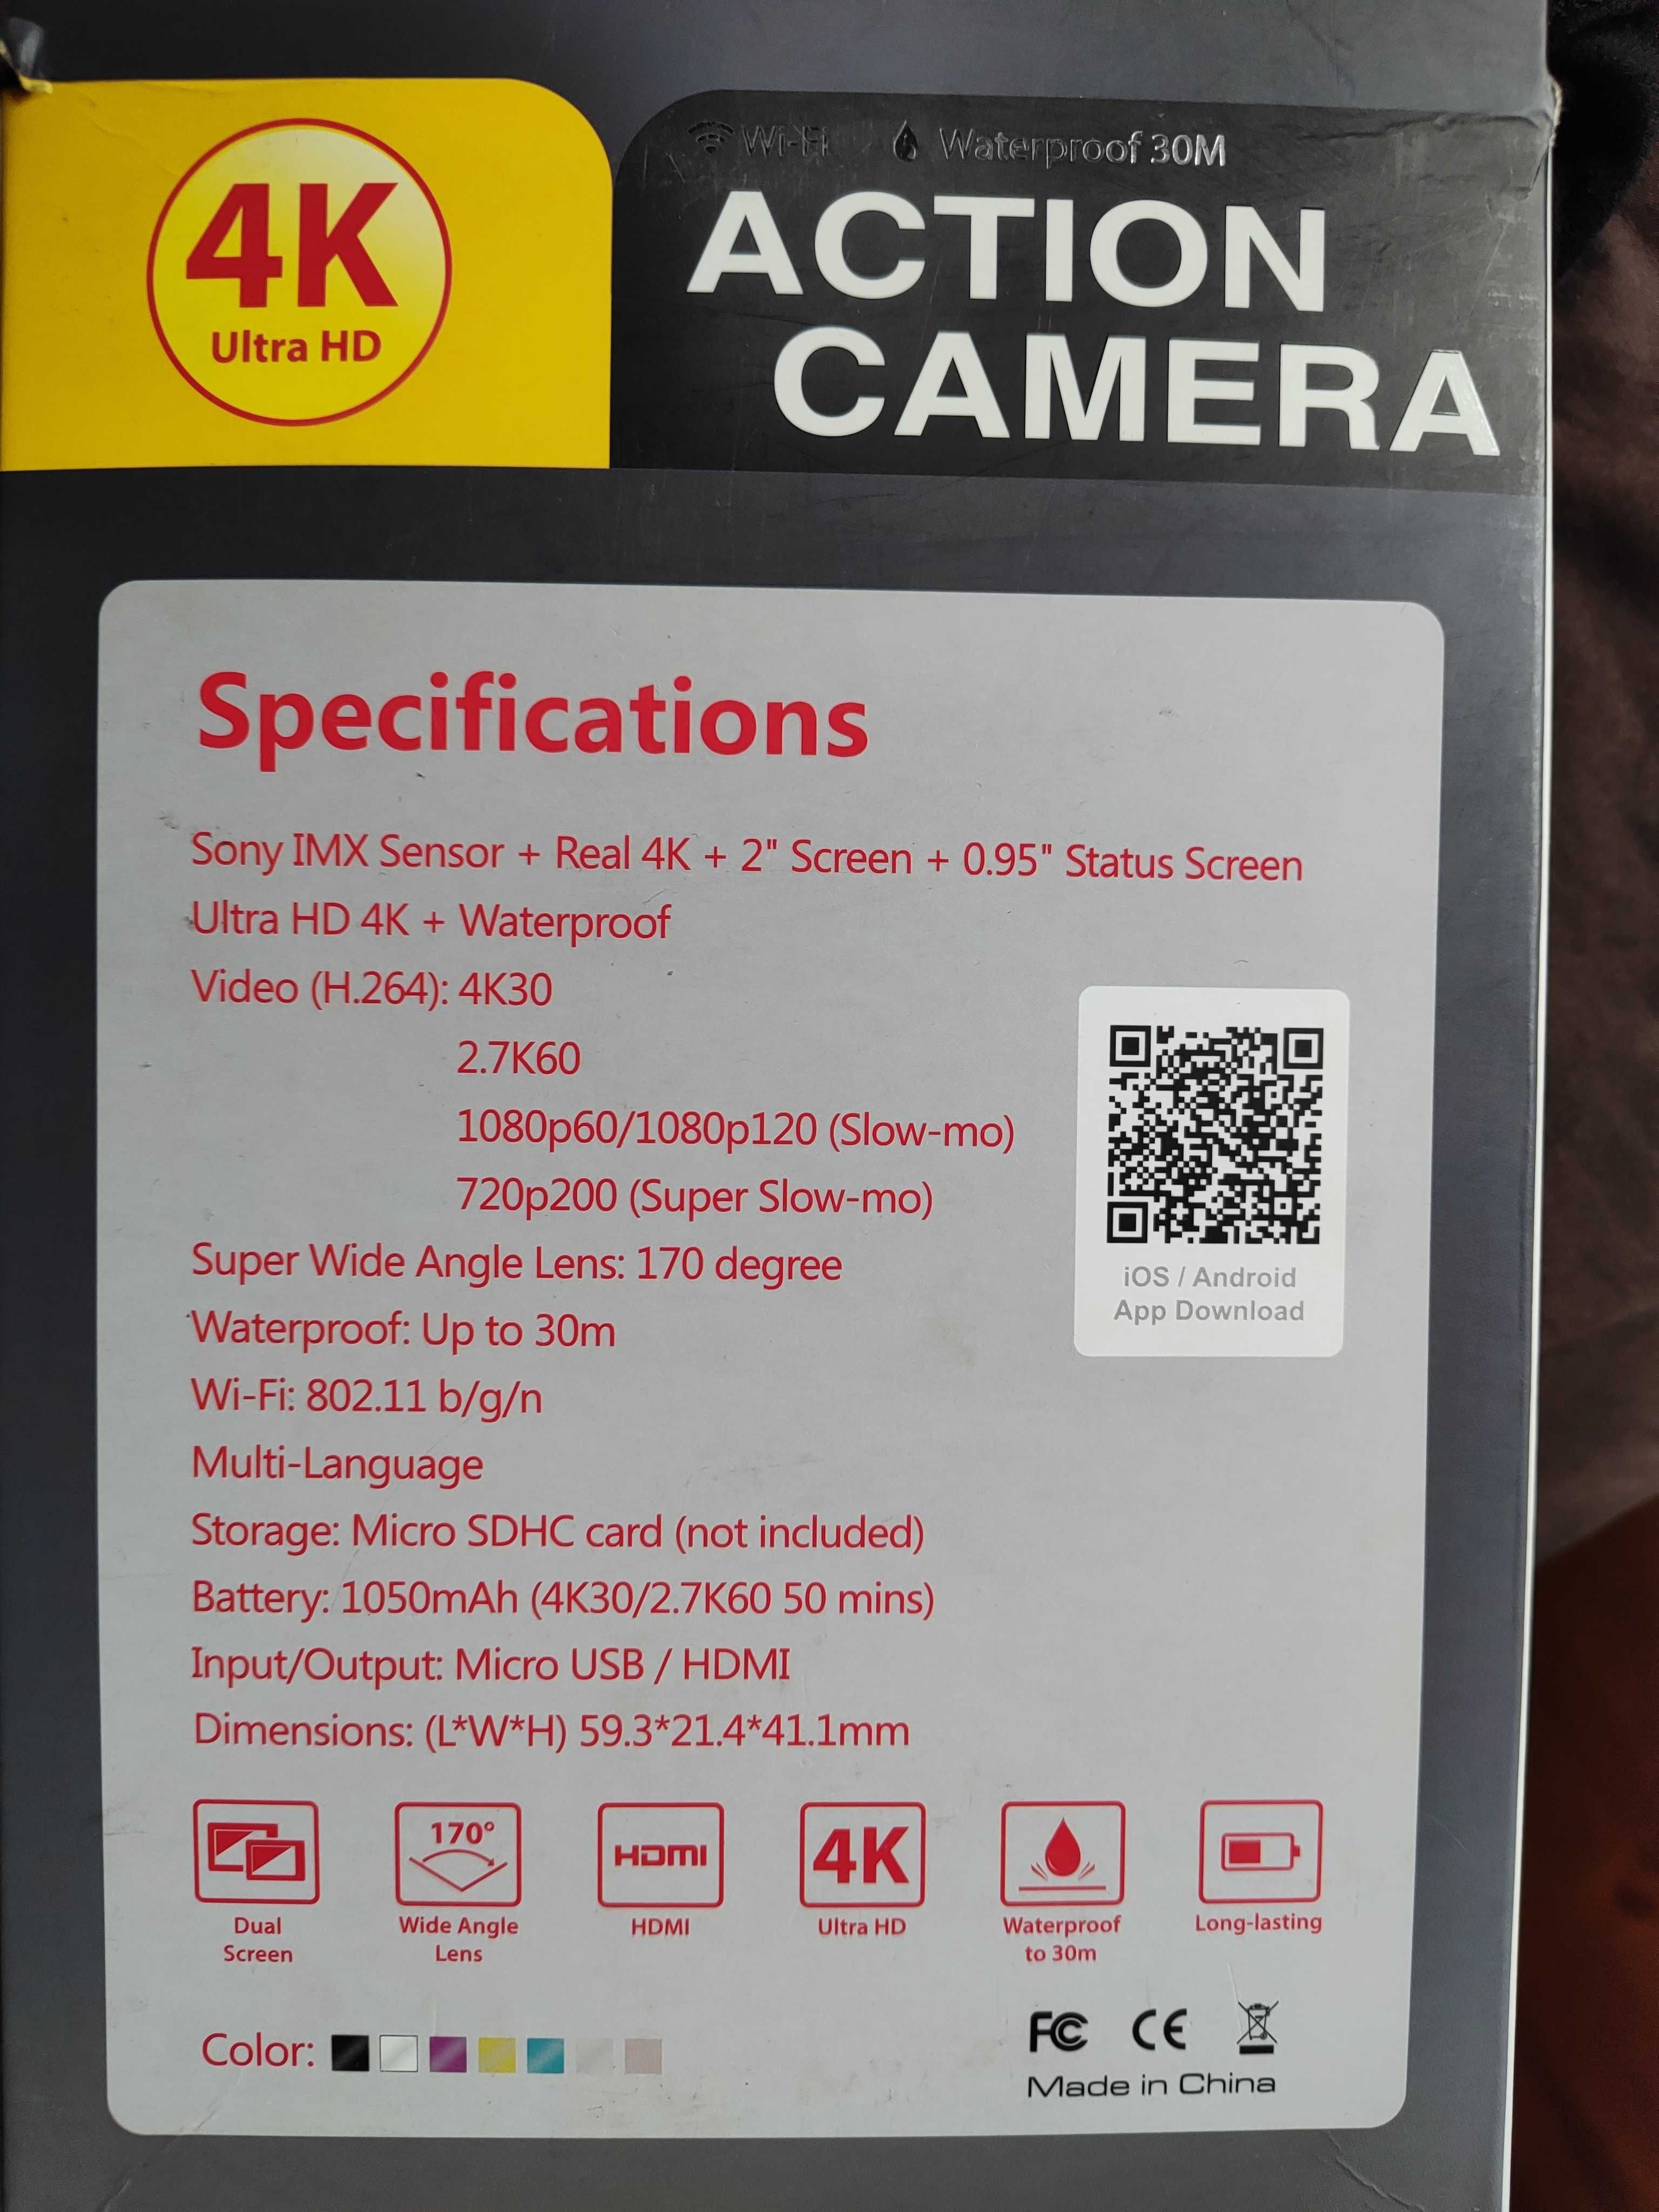 4K
Ultra HD
Wi-Fi Waterproof 30M
ACTION
CAMERA
Specifications
Sony IMX Sensor + Real 4K + 2" Screen + 0.95" Status Screen
Ultra HD 4K + Waterproof
Video (H.264): 4K30
2.7K60
1080p60/1080p120 (Slow-mo)
720p200 (Super Slow-mo)
Super Wide Angle Lens: 170 degree
Waterproof: Up to 30m
Wi-Fi: 802.11 b/g/n
Multi-Language
Storage: Micro SDHC card (not included)
Battery: 1050mAh (4K30/2.7K60 50 mins)
Input/Output: Micro USB / HDMI
Dimensions: (L*W*H) 59.3*21.4*41.1mm
iOS / Android
App Download
170°
HDMI
4K
Dual
Screen
Wide Angle
Lens
HDMI
Ultra HD
Waterproof
to 30m
Long-lasting
Color:
FC CE
Made in China